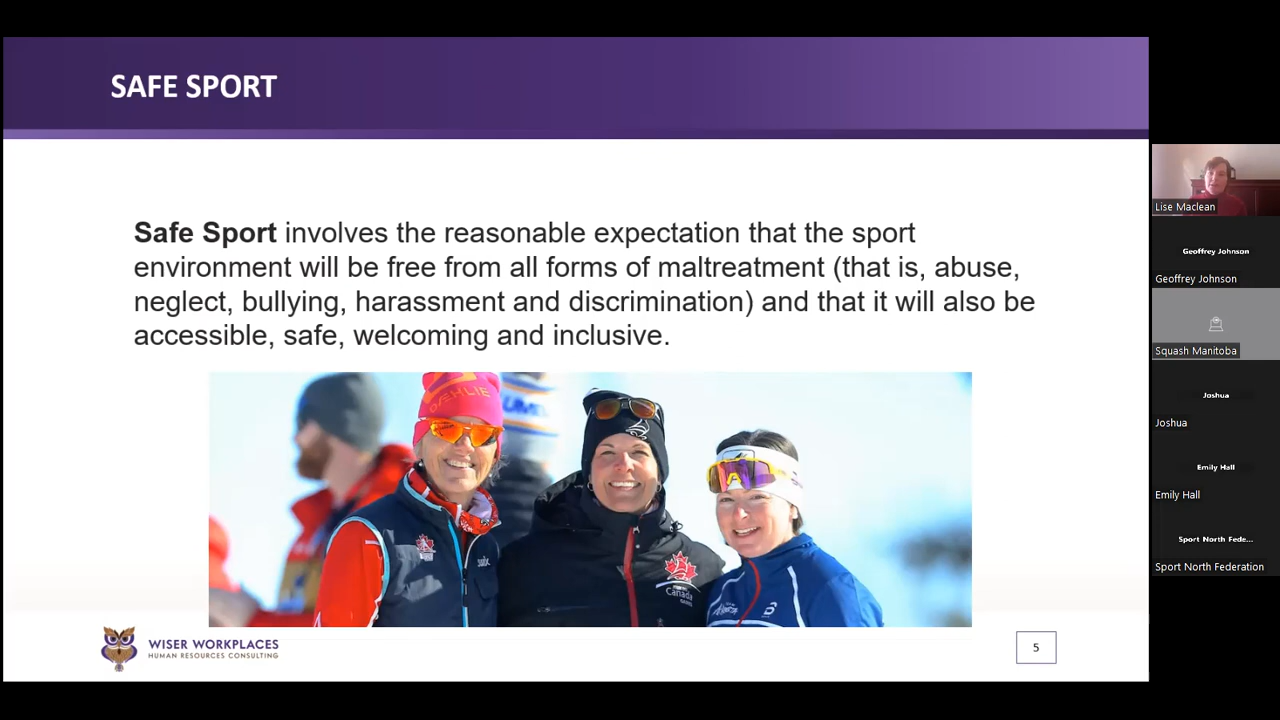 SAFE SPORT
Safe Sport involves the reasonable expectation that the sport
environment will be free from all forms of maltreatment (that is, abuse,
neglect, bullying, harassment and discrimination) and that it will also be
accessible, safe, welcoming and inclusive.
DÆHLIE
swix
Canada
WISER WORKPLACES
HUMAN RESOURCES CONSULTING
5
Lise Maclean
Geoffrey Johnson
Geoffrey Johnson
Squash Manitoba
Joshua
Joshua
Emily Hall
Emily Hall
Sport North Fede...
Sport North Federation